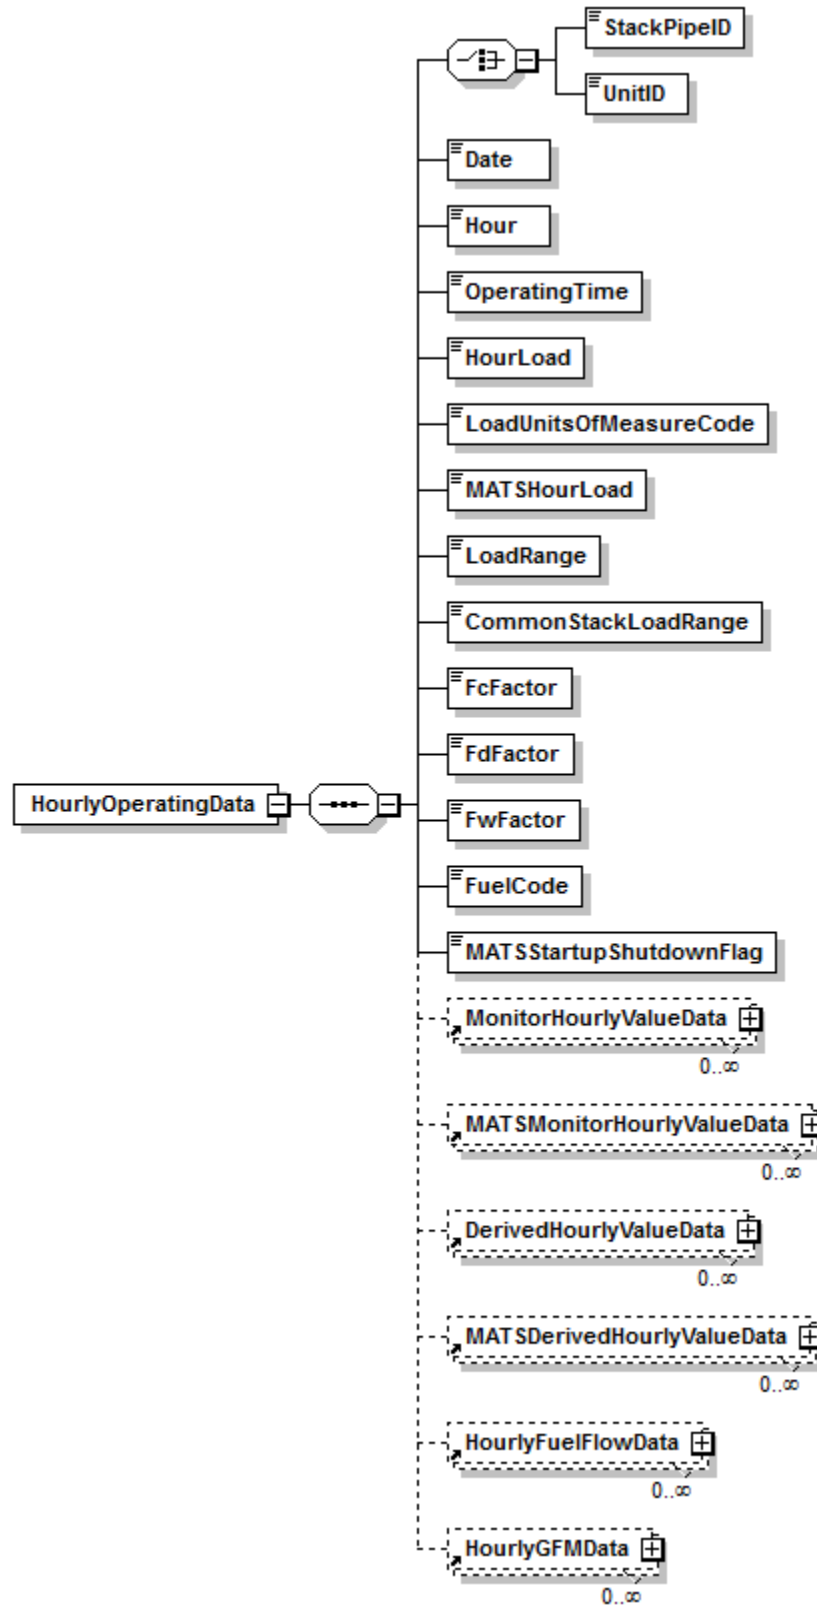 StackPipeID
UnitID
Date
Hour
OperatingTime
HourLoad
LoadUnitsOfMeasureCode
MATSHourLoad
LoadRange
CommonStackLoadRange
FcFactor
FdFactor
HourlyOperatingData
FwFactor
FuelCode
MATSStartupShutdownFlag
MonitorHourlyValueData
0..∞
MATSMonitorHourlyValueData
0..∞
DerivedHourlyValueData
0..∞
MATSDerivedHourlyValueData
0..∞
HourlyFuelFlowData
0..∞
HourlyGFMData
0..∞